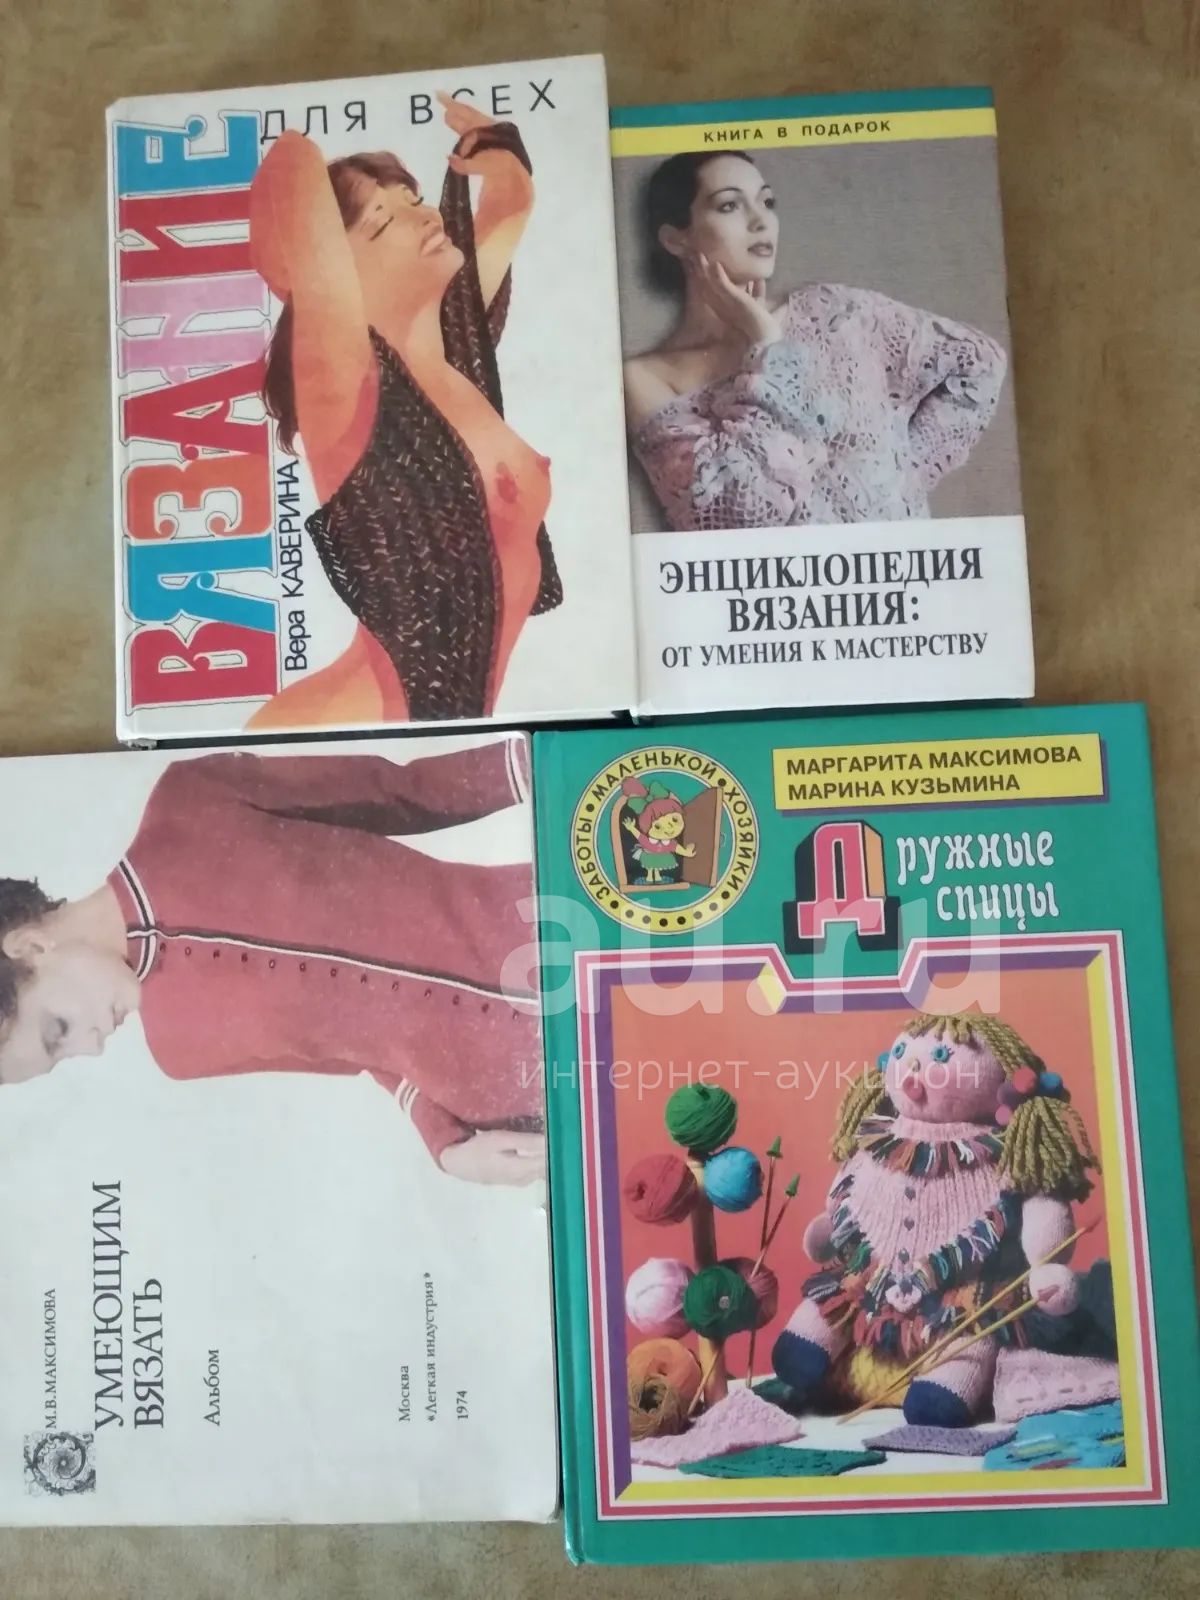 ВЯЗАНИЕ
ДЛЯ ВСЕХ
Вера КАВЕРИНА
КНИГА В ПОДАРОК
ЭНЦИКЛОПЕДИЯ
ВЯЗАНИЯ:
ОТ УМЕНИЯ К МАСТЕРСТВУ
М.В.МАКСИМОВА
УМЕЮЩИМ
ВЯЗАТЬ
Альбом
Москва
«Легкая индустрия»
1974
ЗАБОТЫ • МАЛЕНЬКОЙ • ХОЗЯЙКИ
МАРГАРИТА МАКСИМОВА
МАРИНА КУЗЬМИНА
Дружные
спицы
au.ru
интернет-аукцион